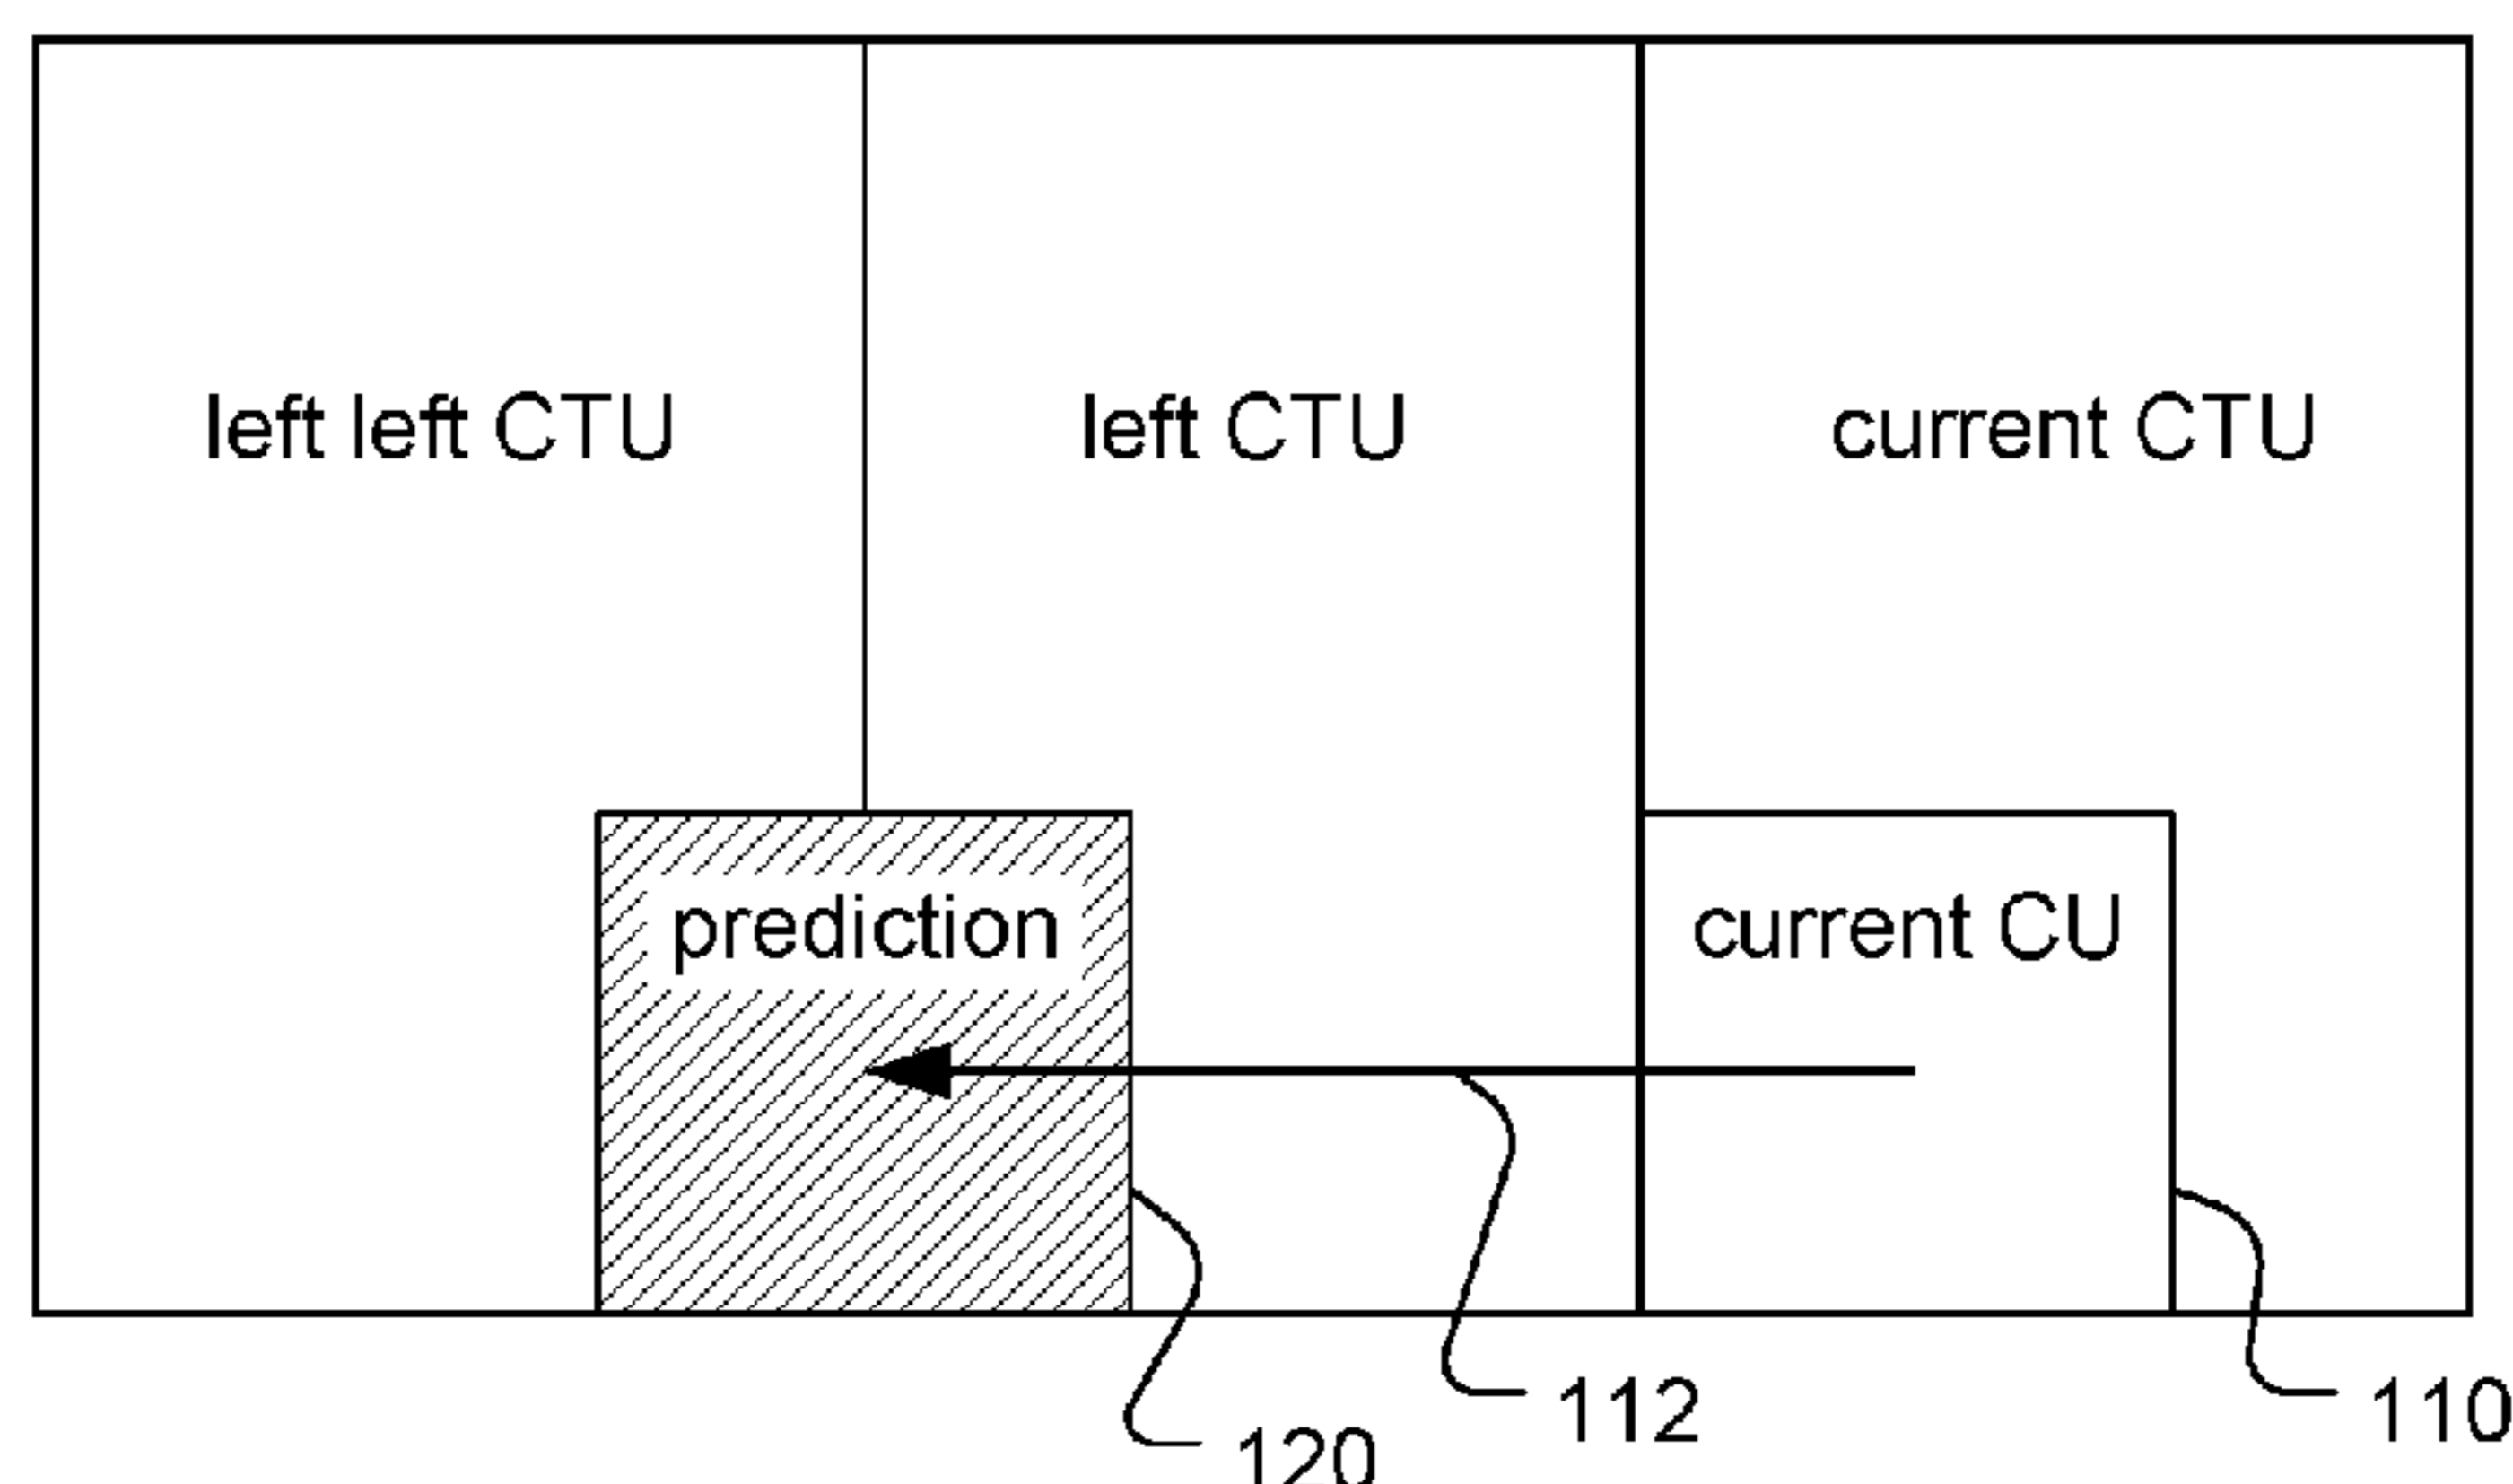 left left CTU
left CTU
current CTU
prediction
current CU
112
110
120